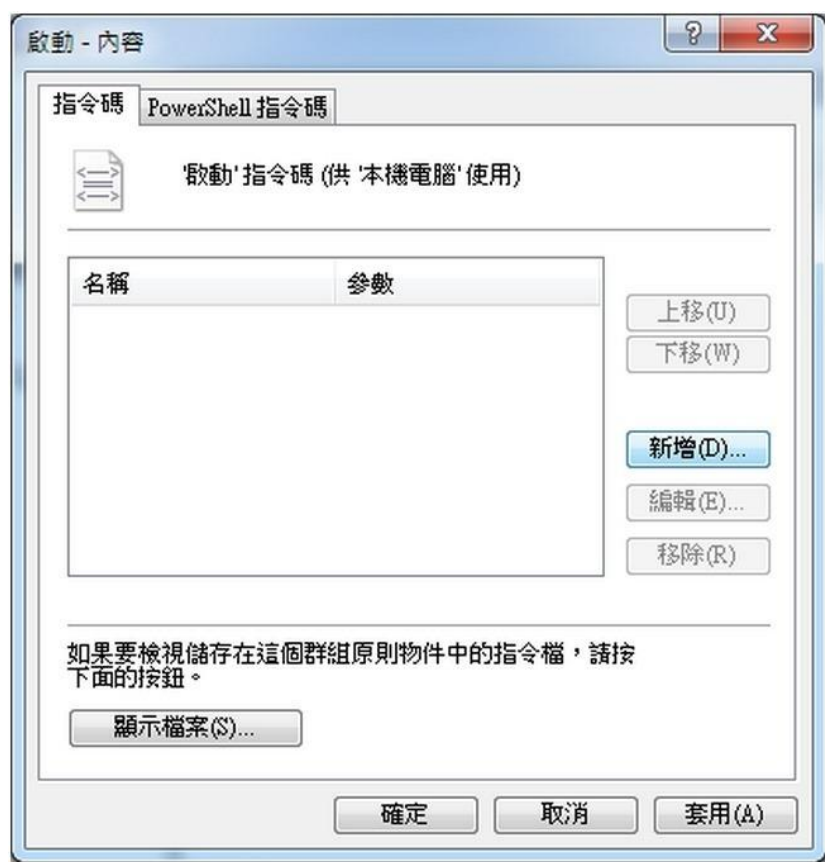 啟動 - 內容
指令碼
PowerShell 指令碼
'啟動' 指令碼 (供 '本機電腦' 使用)
名稱
參數
上移(U)
下移(W)
新增(D)...
編輯(E)...
移除(R)
如果要檢視儲存在這個群組原則物件中的指令檔，請按
下面的按鈕。
顯示檔案(S)...
確定
取消
套用(A)